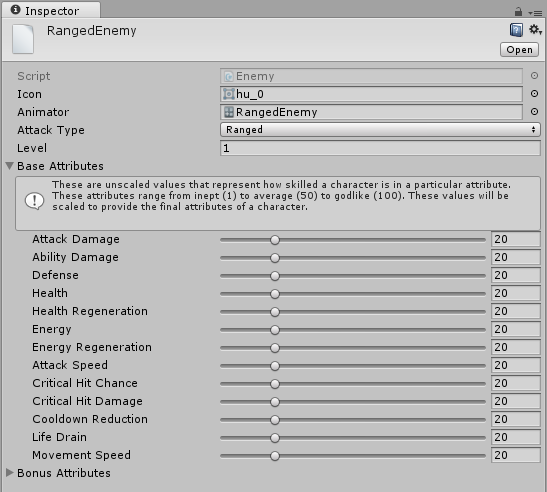 Inspector
RangedEnemy
Open
Script Enemy
Icon hu_0
Animator RangedEnemy
Attack Type Ranged
Level 1
Base Attributes
These are unscaled values that represent how skilled a character is in a particular attribute.
These attributes range from inept (1) to average (50) to godlike (100). These values will be
scaled to provide the final attributes of a character.
Attack Damage 20
Ability Damage 20
Defense 20
Health 20
Health Regeneration 20
Energy 20
Energy Regeneration 20
Attack Speed 20
Critical Hit Chance 20
Critical Hit Damage 20
Cooldown Reduction 20
Life Drain 20
Movement Speed 20
Bonus Attributes